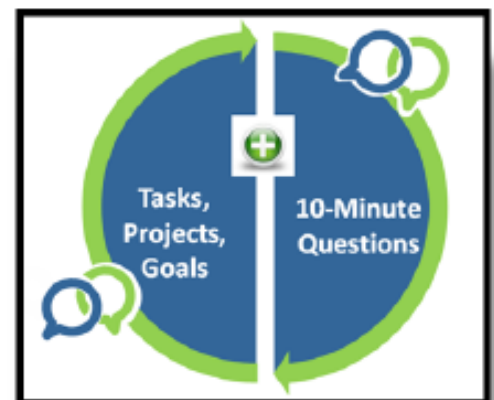 Tasks,
Projects,
Goals
10-Minute
Questions